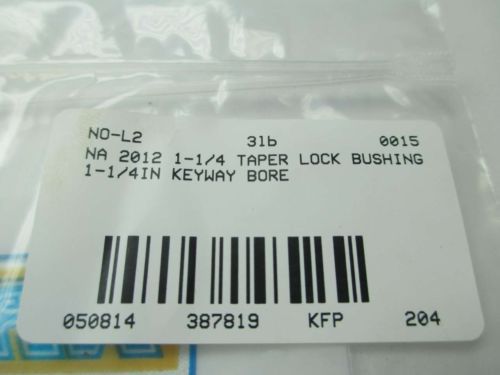 NO-L2 3lb 0015
NA 2012 1-1/4 TAPER LOCK BUSHING
1-1/4IN KEYWAY BORE
050814 387819 KFP 204